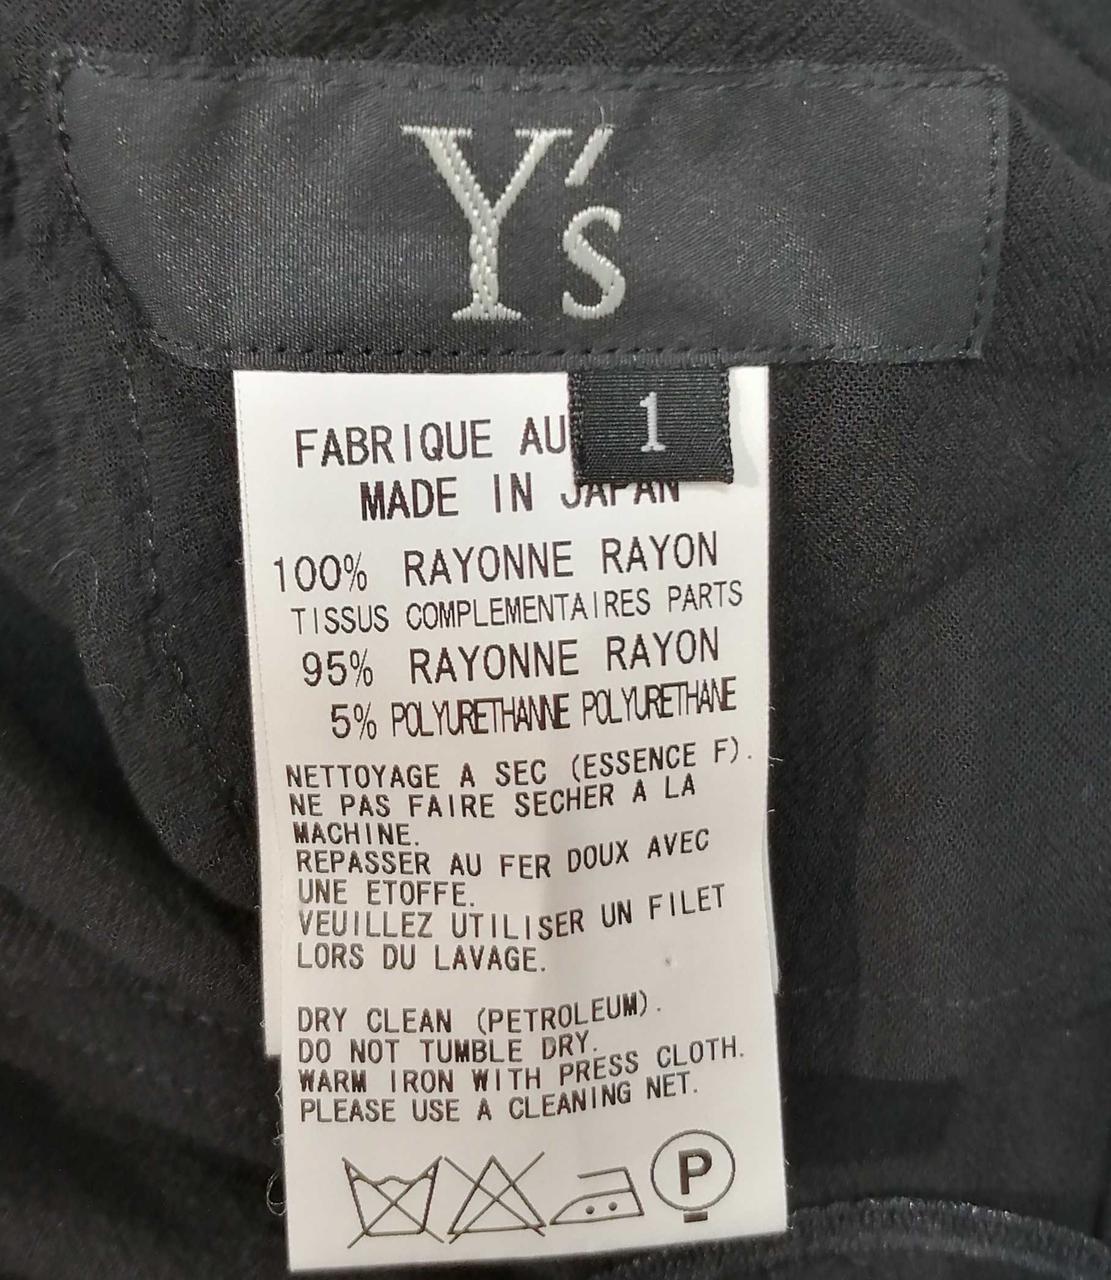 Y's
1
FABRIQUE AU
MADE IN JAPAN
100% RAYONNE RAYON
TISSUS COMPLEMENTAIRES PARTS
95% RAYONNE RAYON
5% POLYURETHANNE POLYURETHANE
NETTOYAGE A SEC (ESSENCE F).
NE PAS FAIRE SECHER A LA
MACHINE.
REPASSER AU FER DOUX AVEC
UNE ETOFFE.
VEUILLEZ UTILISER UN FILET
LORS DU LAVAGE.
DRY CLEAN (PETROLEUM).
DO NOT TUMBLE DRY.
WARM IRON WITH PRESS CLOTH.
PLEASE USE A CLEANING NET.
P